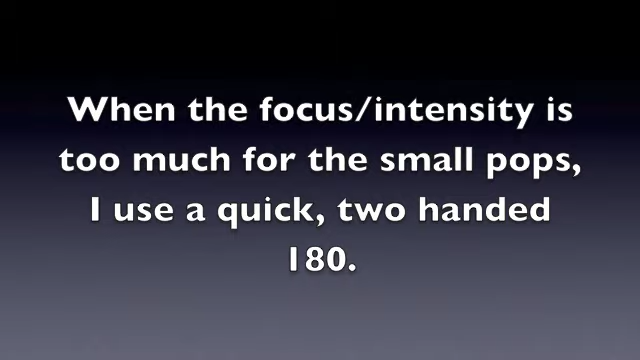 When the focus/intensity is
too much for the small pops,
I use a quick, two handed
180.